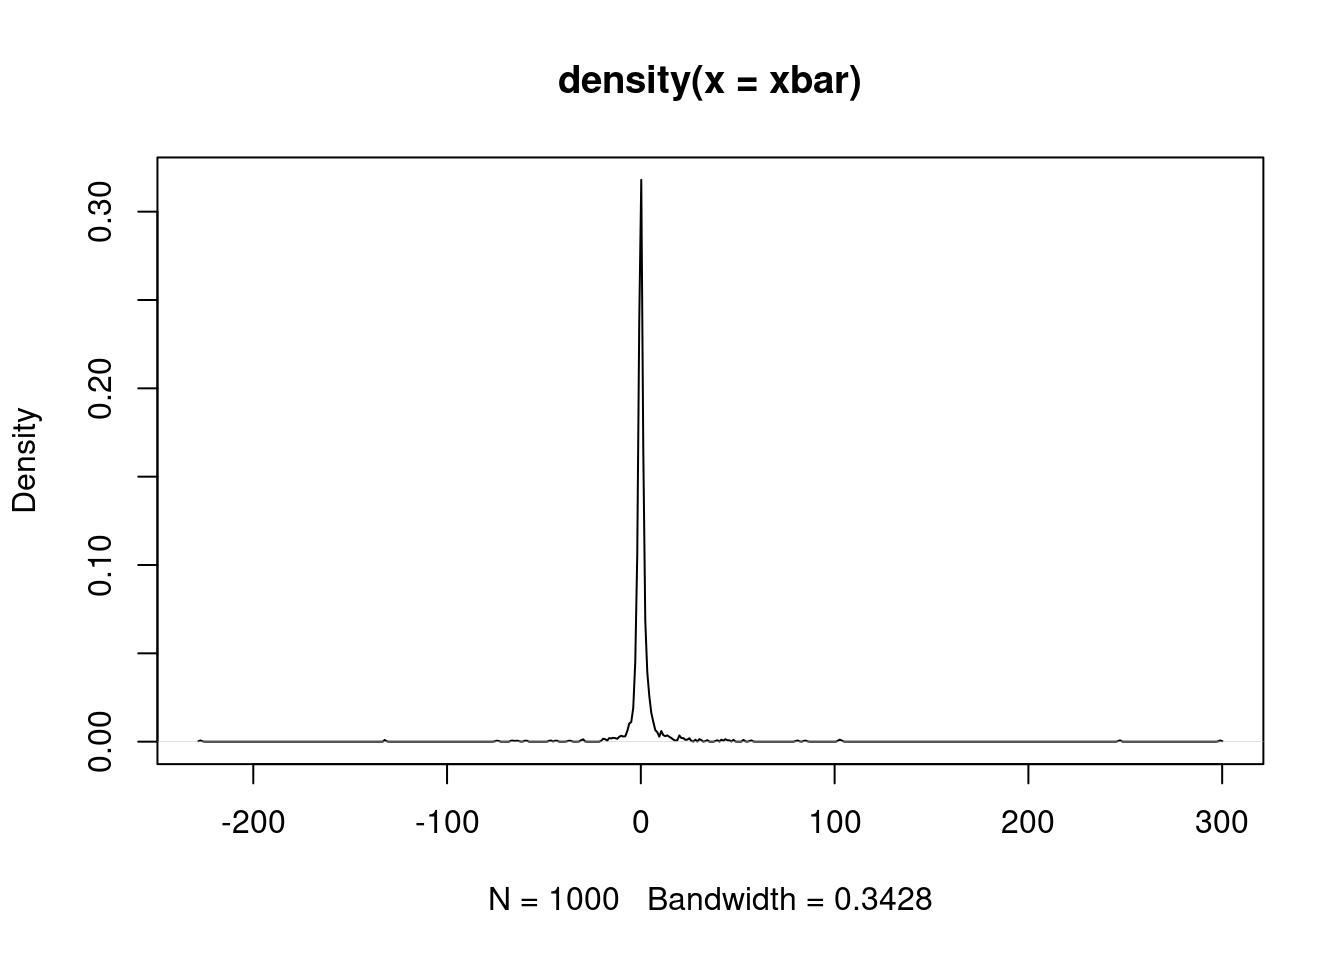 density(x = xbar)
Density
0.30
0.20
0.10
0.00
-200 -100 0 100 200 300
N = 1000 Bandwidth = 0.3428